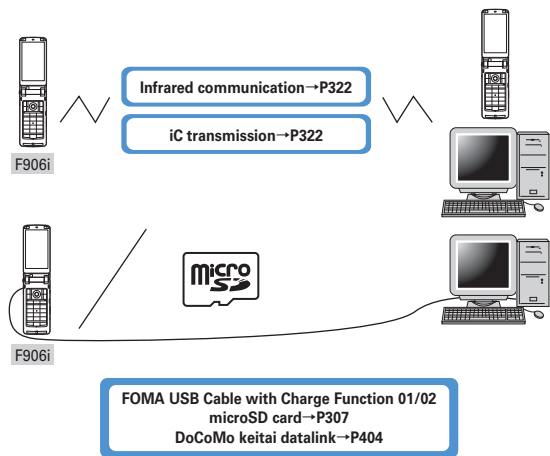 Infrared communication→P322
iC transmission→P322
F906i
micro
SD
F906i
FOMA USB Cable with Charge Function 01/02
microSD card→P307
DoCoMo keitai datalink→P404